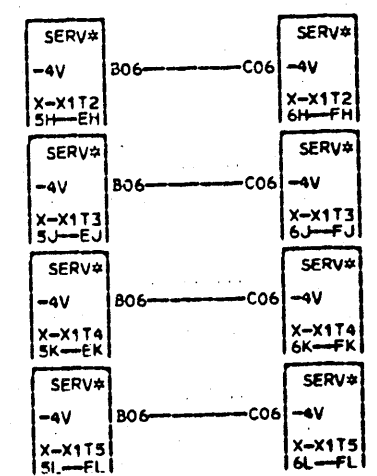 SERV* SERV*
-4V B06 C06 -4V
X-X1T2 X-X1T2
5H—EH 6H—FH
SERV* SERV*
-4V B06 C06 -4V
X-X1T3 X-X1T3
5J—EJ 6J—FJ
SERV* SERV*
-4V B06 C06 -4V
X-X1T4 X-X1T4
5K—EK 6K—FK
SERV* SERV*
-4V B06 C06 -4V
X-X1T5 X-X1T5
5L—EL 6L—FL